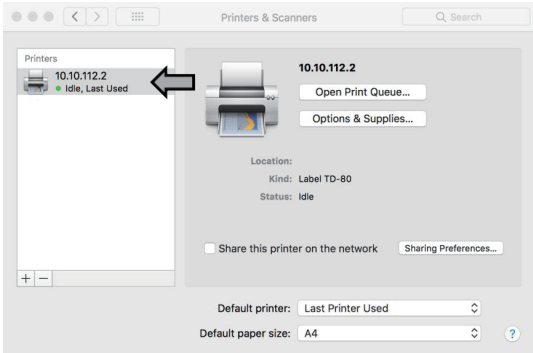 Printers & Scanners
Search
Printers
10.10.112.2
Idle, Last Used
10.10.112.2
Open Print Queue...
Options & Supplies...
Location:
Kind: Label TD-80
Status: Idle
Share this printer on the network Sharing Preferences...
+ −
Default printer: Last Printer Used
Default paper size: A4
?